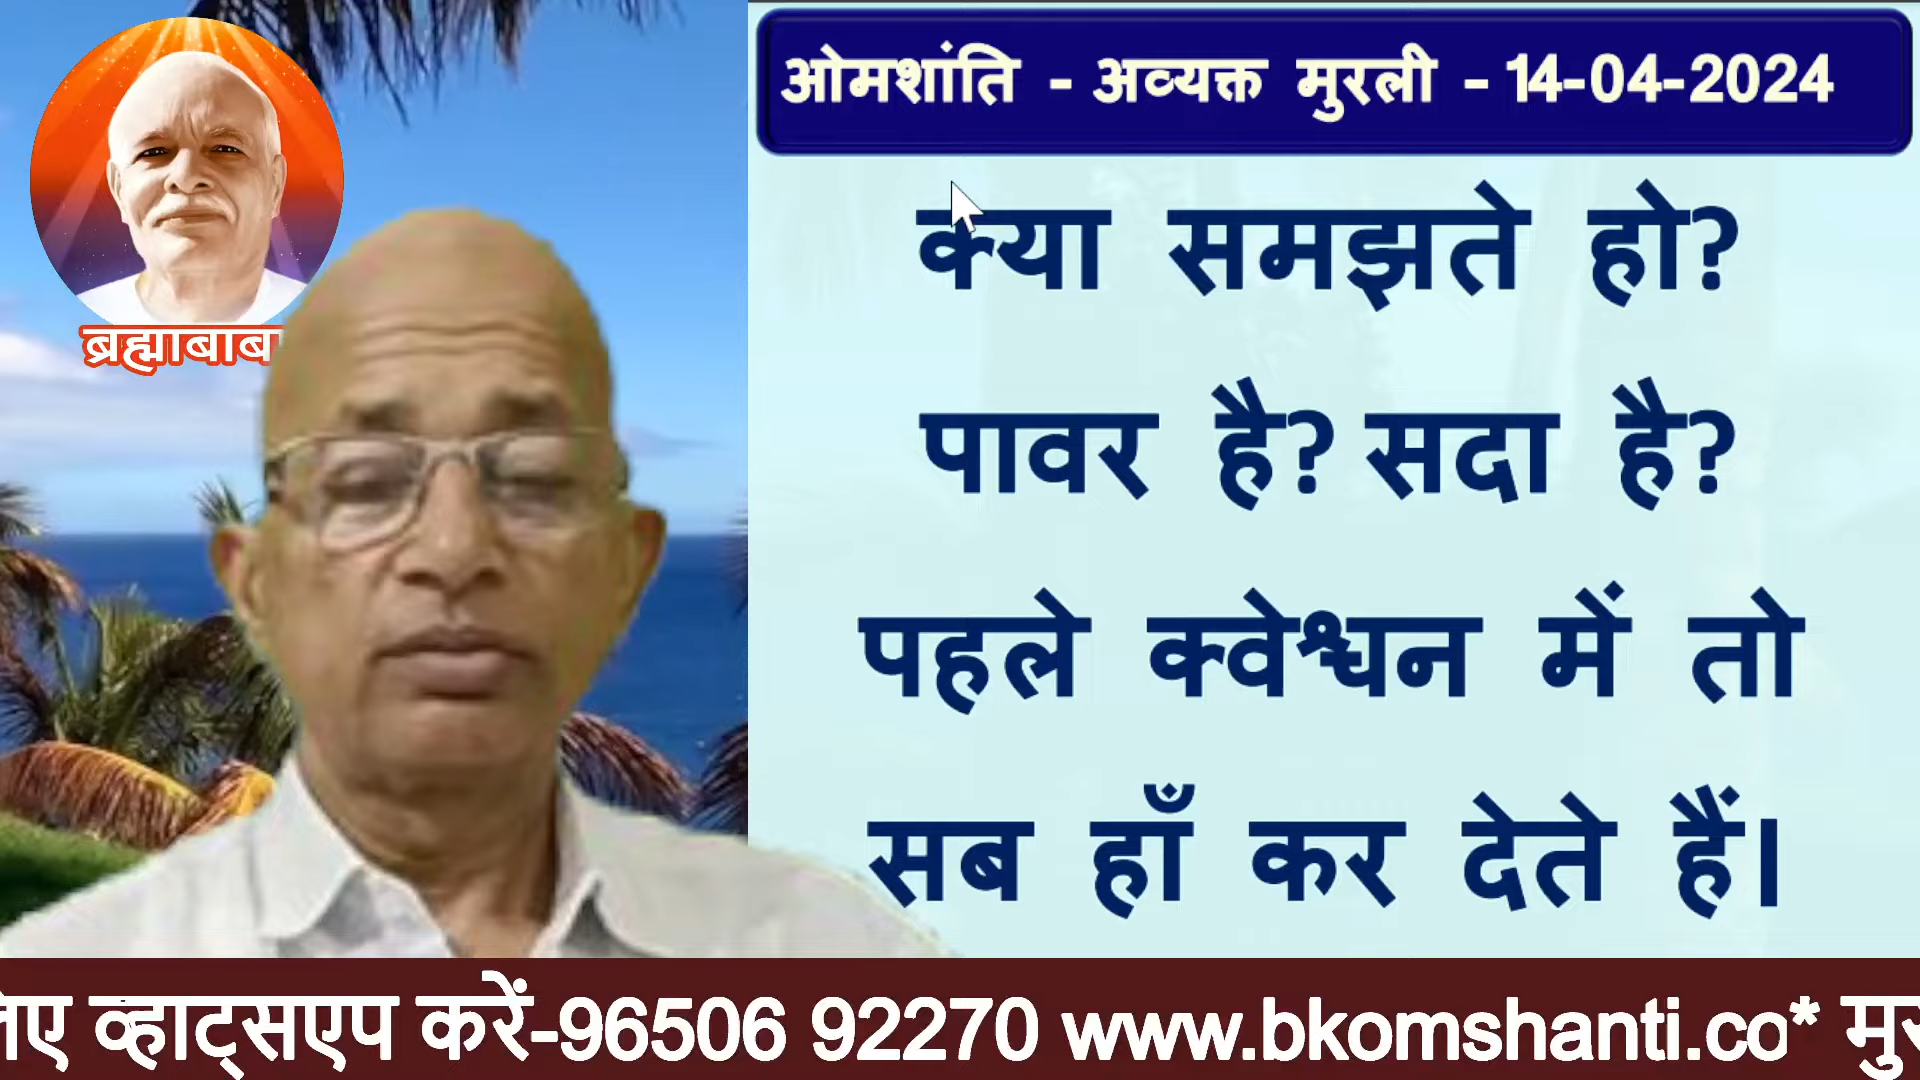 ओमशांति - अव्यक्त मुरली - 14-04-2024
क्या समझते हो?
पावर है? सदा है?
पहले क्वेश्चन में तो
सब हाँ कर देते हैं।
ब्रह्माबाबा
व्हाट्सएप करें-96506 92270 www.bkomshanti.co*